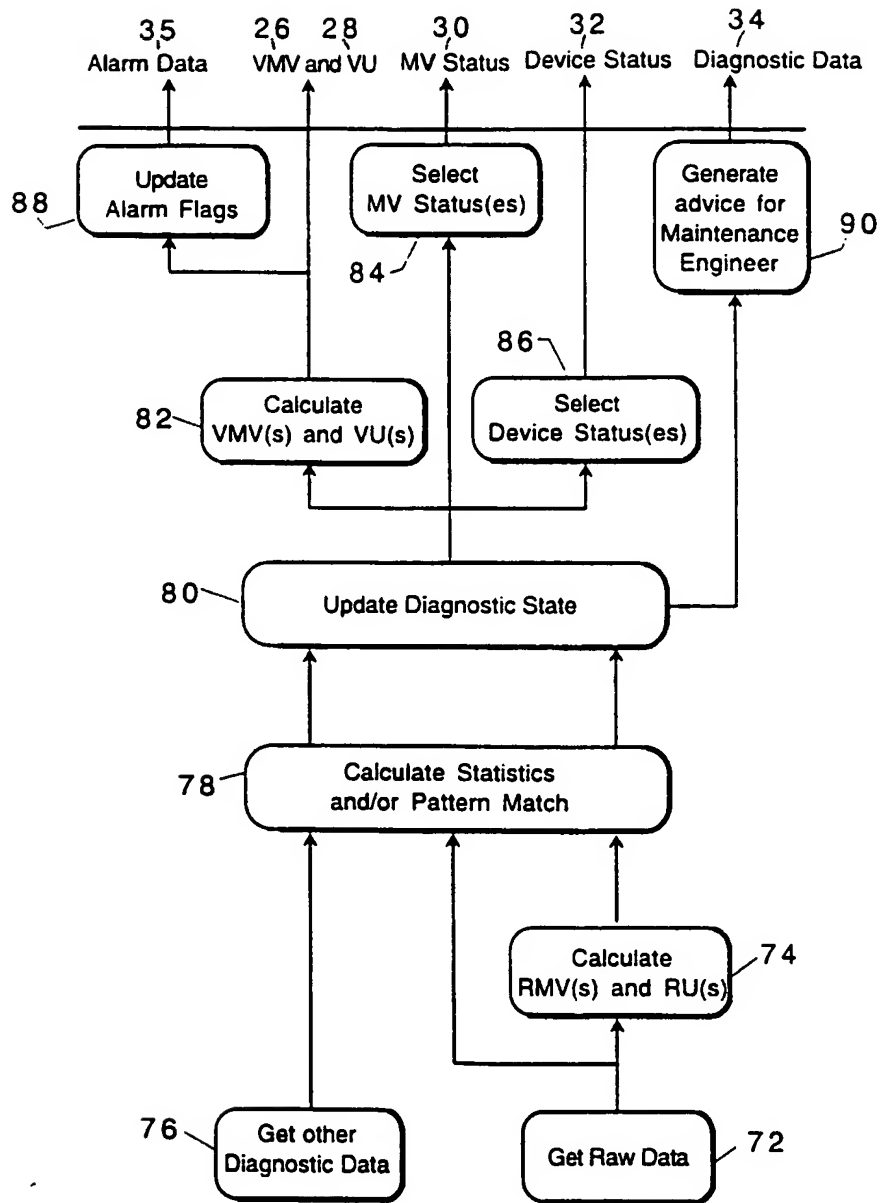 35 26 28 30 32 34
Alarm Data VMV and VU MV Status Device Status Diagnostic Data
Update
Alarm Flags
88
Select
MV Status(es)
84
Generate
advice for
Maintenance
Engineer
90
86
Calculate
VMV(s) and VU(s)
82
Select
Device Status(es)
80
Update Diagnostic State
78
Calculate Statistics
and/or Pattern Match
Calculate
RMV(s) and RU(s)
74
76
Get other
Diagnostic Data
Get Raw Data
72